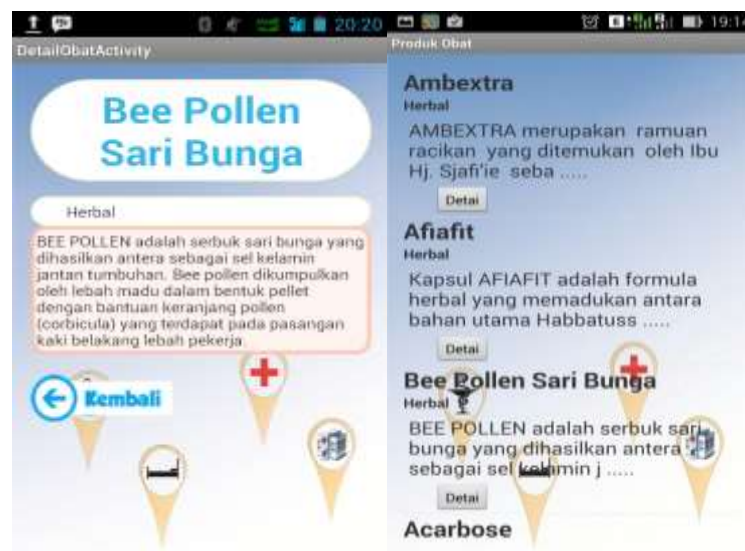 20:20
DetailObatActivity
Bee Pollen
Sari Bunga
Herbal
BEE POLLEN adalah serbuk sari bunga yang
dihasilkan antera sebagai sel kelamin
jantan tumbuhan. Bee pollen dikumpulkan
oleh lebah madu dalam bentuk pellet
dengan bantuan keranjang pollen
(corbicula) yang terdapat pada pasangan
kaki belakang lebah pekerja
Kembali
19:14
Produk Obat
Ambextra
Herbal
AMBEXTRA merupakan ramuan
racikan yang ditemukan oleh Ibu
Hj. Sjafi'ie seba .....
Detai
Afiafit
Herbal
Kapsul AFIAFIT adalah formula
herbal yang memadukan antara
bahan utama Habbatuss .....
Detai
Bee Pollen Sari Bunga
Herbal
BEE POLLEN adalah serbuk sari
bunga yang dihasilkan antera
sebagai sel kelamin j .....
Detai
Acarbose